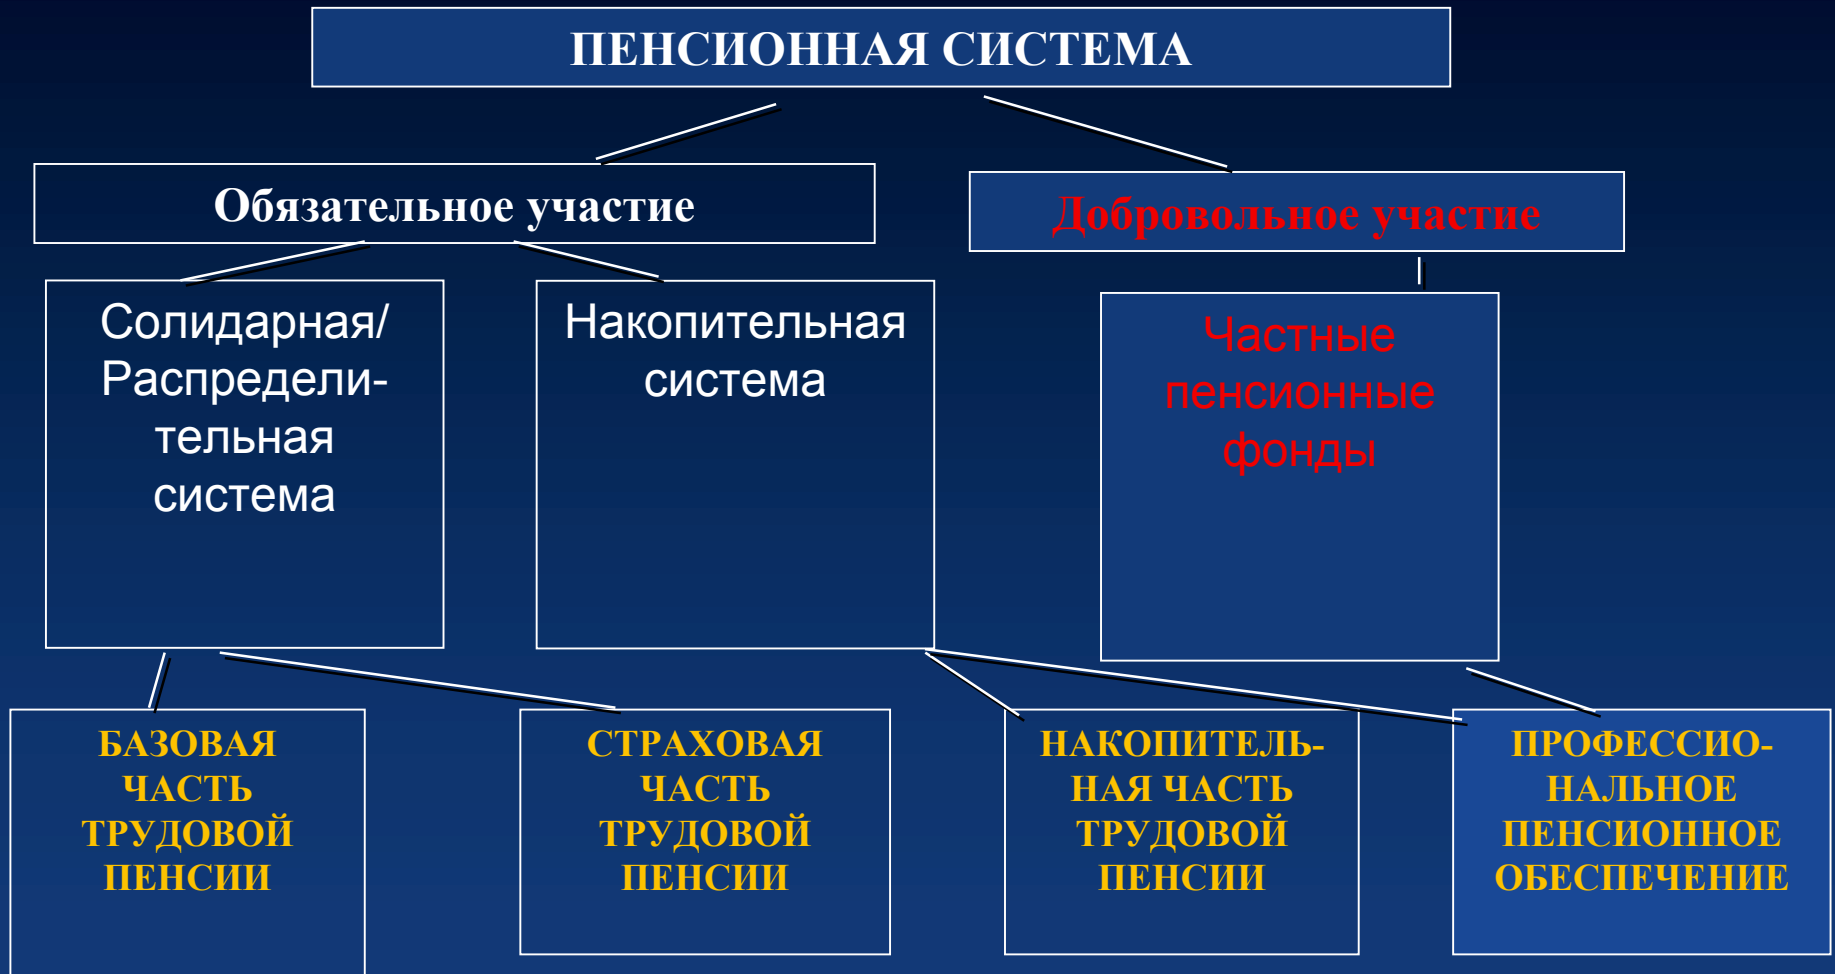 ПЕНСИОННАЯ СИСТЕМА
Обязательное участие
Добровольное участие
Солидарная/
Распредели-
тельная
система
Накопительная
система
Частные
пенсионные
фонды
БАЗОВАЯ
ЧАСТЬ
ТРУДОВОЙ
ПЕНСИИ
СТРАХОВАЯ
ЧАСТЬ
ТРУДОВОЙ
ПЕНСИИ
НАКОПИТЕЛЬ-
НАЯ ЧАСТЬ
ТРУДОВОЙ
ПЕНСИИ
ПРОФЕССИО-
НАЛЬНОЕ
ПЕНСИОННОЕ
ОБЕСПЕЧЕНИЕ